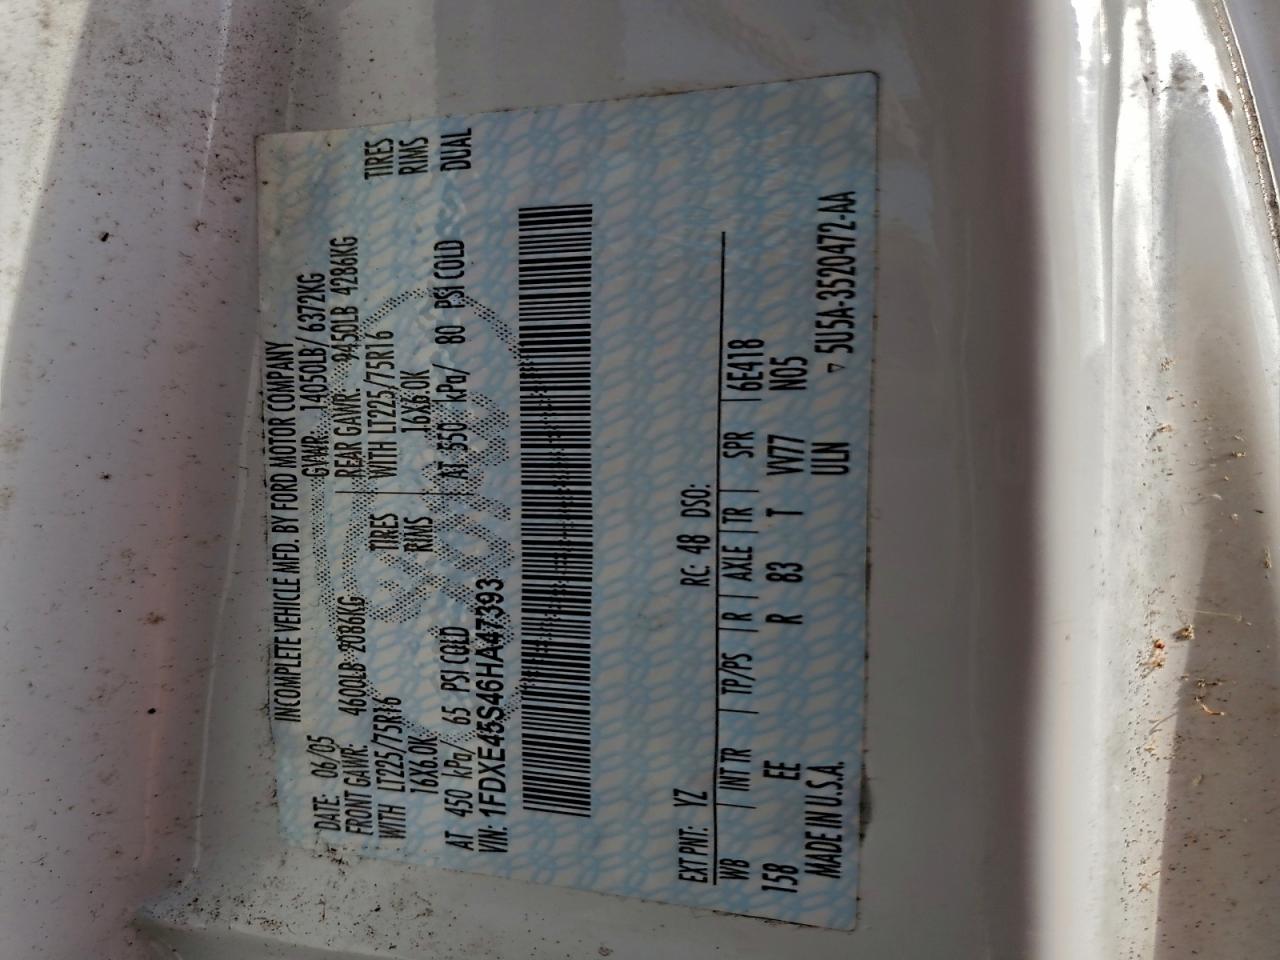 INCOMPLETE VEHICLE MFD. BY FORD MOTOR COMPANY
DATE: 06/05 GVWR: 14050LB/ 6372KG
FRONT GAWR: 4600LB 2086KG REAR GAWR: 9450LB 4286KG
WITH LT225/75R16 TIRES WITH LT225/75R16 TIRES
16X6.0K RIMS 16X6.0K RIMS
AT 450 kPa/ 65 PSI COLD AT 550 kPa/ 80 PSI COLD DUAL
VIN: 1FDXE45S46HA47393
EXT PNT: YZ RC: 48 DSO:
WB | INT TR | TP/PS | R | AXLE | TR | SPR | 6E418
158 EE R 83 T VV77 N05
MADE IN U.S.A. ULN ▽ 5U5A-3520472-AA